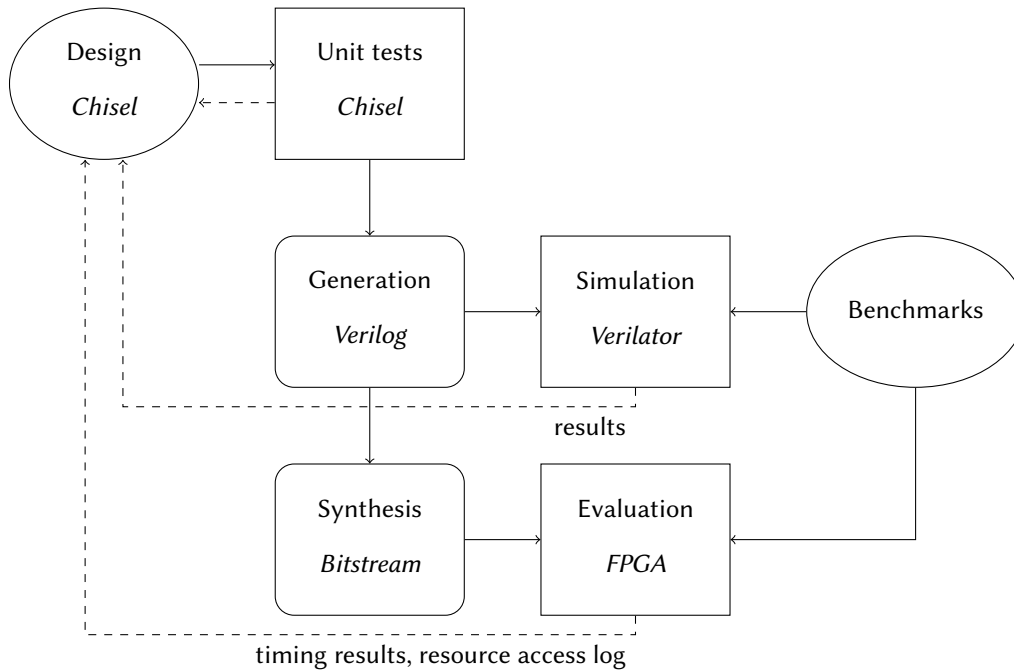 Design
Chisel
Unit tests
Chisel
Generation
Verilog
Simulation
Verilator
Benchmarks
results
Synthesis
Bitstream
Evaluation
FPGA
timing results, resource access log